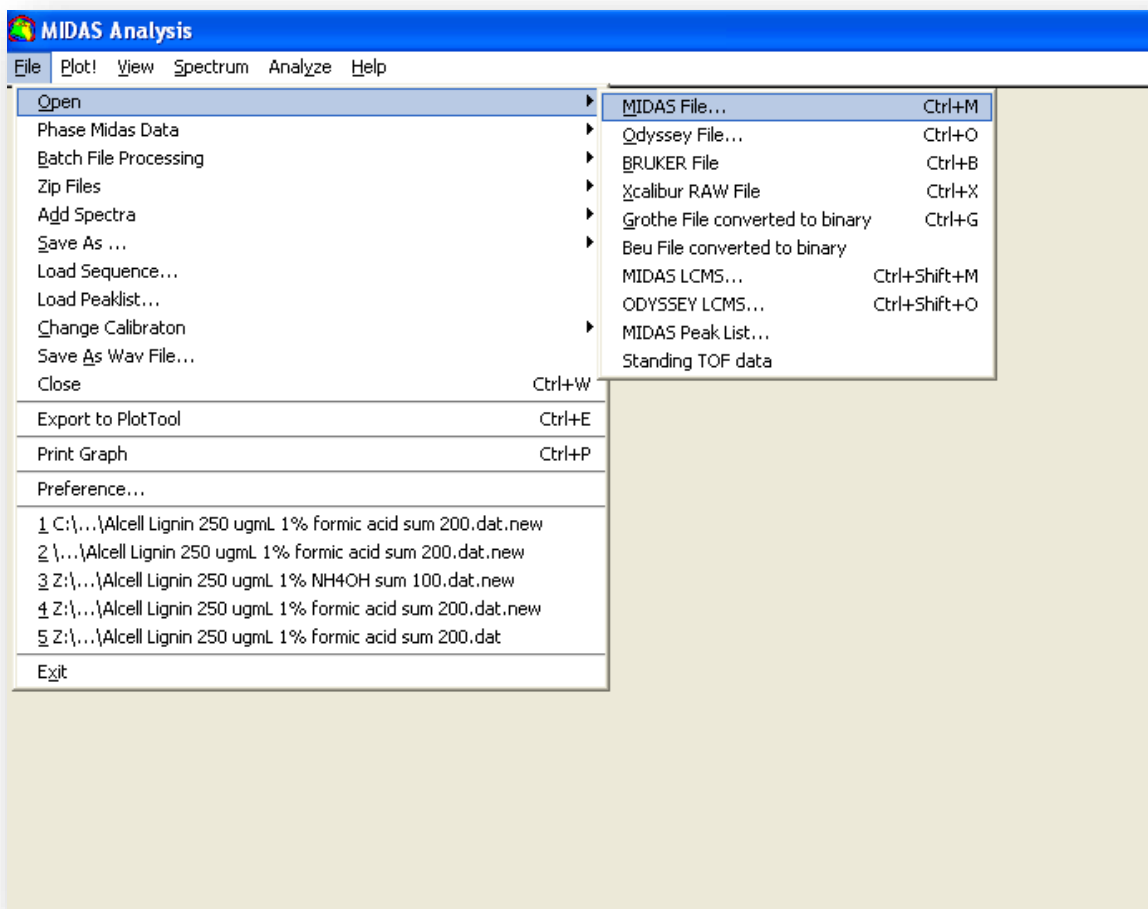 MIDAS Analysis
File Plot! View Spectrum Analyze Help
Open
Phase Midas Data
Batch File Processing
Zip Files
Add Spectra
Save As ...
Load Sequence...
Load Peaklist...
Change Calibraton
Save As Wav File...
Close Ctrl+W
Export to PlotTool Ctrl+E
Print Graph Ctrl+P
Preference...
1 C:\...\Alcell Lignin 250 ugmL 1% formic acid sum 200.dat.new
2 \...\Alcell Lignin 250 ugmL 1% formic acid sum 200.dat.new
3 Z:\...\Alcell Lignin 250 ugmL 1% NH4OH sum 100.dat.new
4 Z:\...\Alcell Lignin 250 ugmL 1% formic acid sum 200.dat.new
5 Z:\...\Alcell Lignin 250 ugmL 1% formic acid sum 200.dat
Exit
MIDAS File... Ctrl+M
Odyssey File... Ctrl+O
BRUKER File Ctrl+B
Xcalibur RAW File Ctrl+X
Grothe File converted to binary Ctrl+G
Beu File converted to binary
MIDAS LCMS... Ctrl+Shift+M
ODYSSEY LCMS... Ctrl+Shift+O
MIDAS Peak List...
Standing TOF data